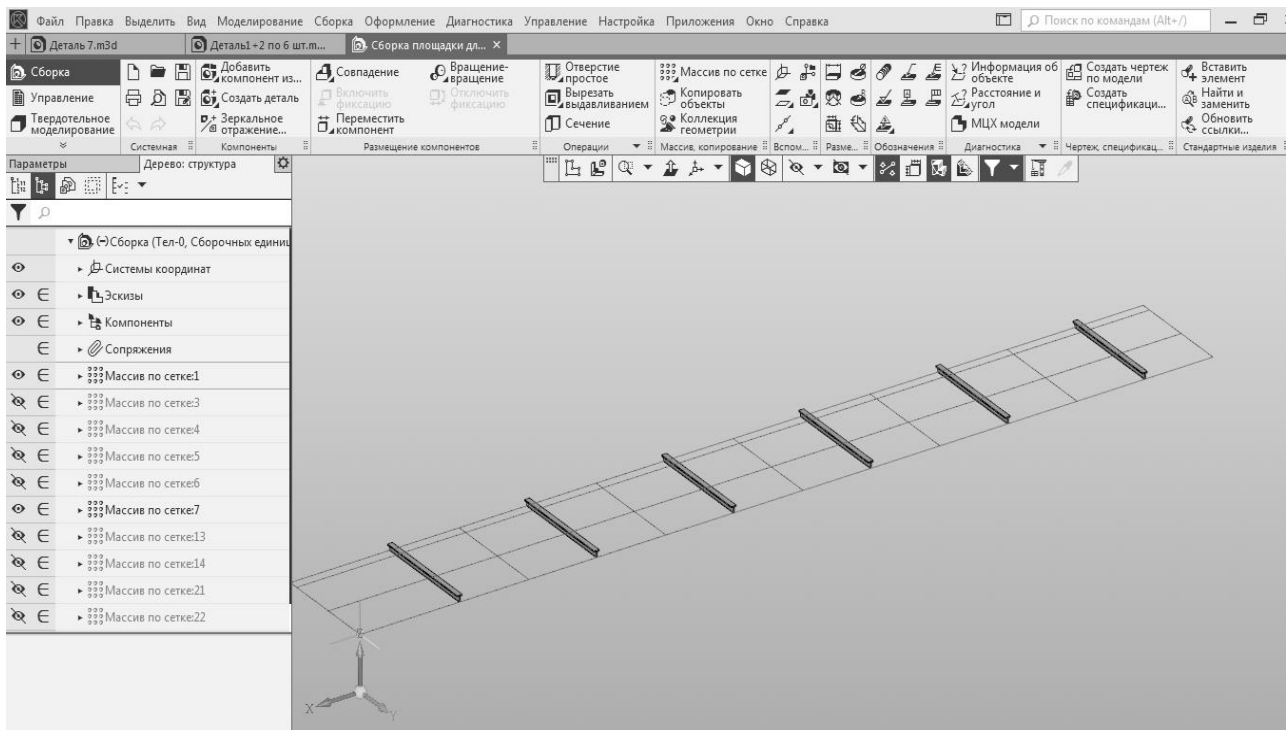 Файл Правка Выделить Вид Моделирование Сборка Оформление Диагностика Управление Настройка Приложения Окно Справка
Поиск по командам (Alt+/)
Деталь 7.m3d
Деталь1+2 по 6 шт.m...
Сборка площадки дл...
Сборка
Управление
Твердотельное моделирование
Системная
Добавить компонент из...
Создать деталь
Зеркальное отражение...
Компоненты
Совпадение
Включить фиксацию
Переместить компонент
Вращение-вращение
Отключить фиксацию
Размещение компонентов
Отверстие простое
Вырезать выдавливанием
Сечение
Операции
Массив по сетке
Копировать объекты
Коллекция геометрии
Массив, копирование
Вспом...
Разме...
Обозначения
Информация об объекте
Расстояние и угол
МЦХ модели
Диагностика
Создать чертеж по модели
Создать спецификаци...
Чертеж, спецификац...
Вставить элемент
Найти и заменить
Обновить ссылки...
Стандартные изделия
Параметры
Дерево: структура
(-)Сборка (Тел-0, Сборочных единиц
Системы координат
Эскизы
Компоненты
Сопряжения
Массив по сетке:1
Массив по сетке:3
Массив по сетке:4
Массив по сетке:5
Массив по сетке:6
Массив по сетке:7
Массив по сетке:13
Массив по сетке:14
Массив по сетке:21
Массив по сетке:22
Z
X
Y